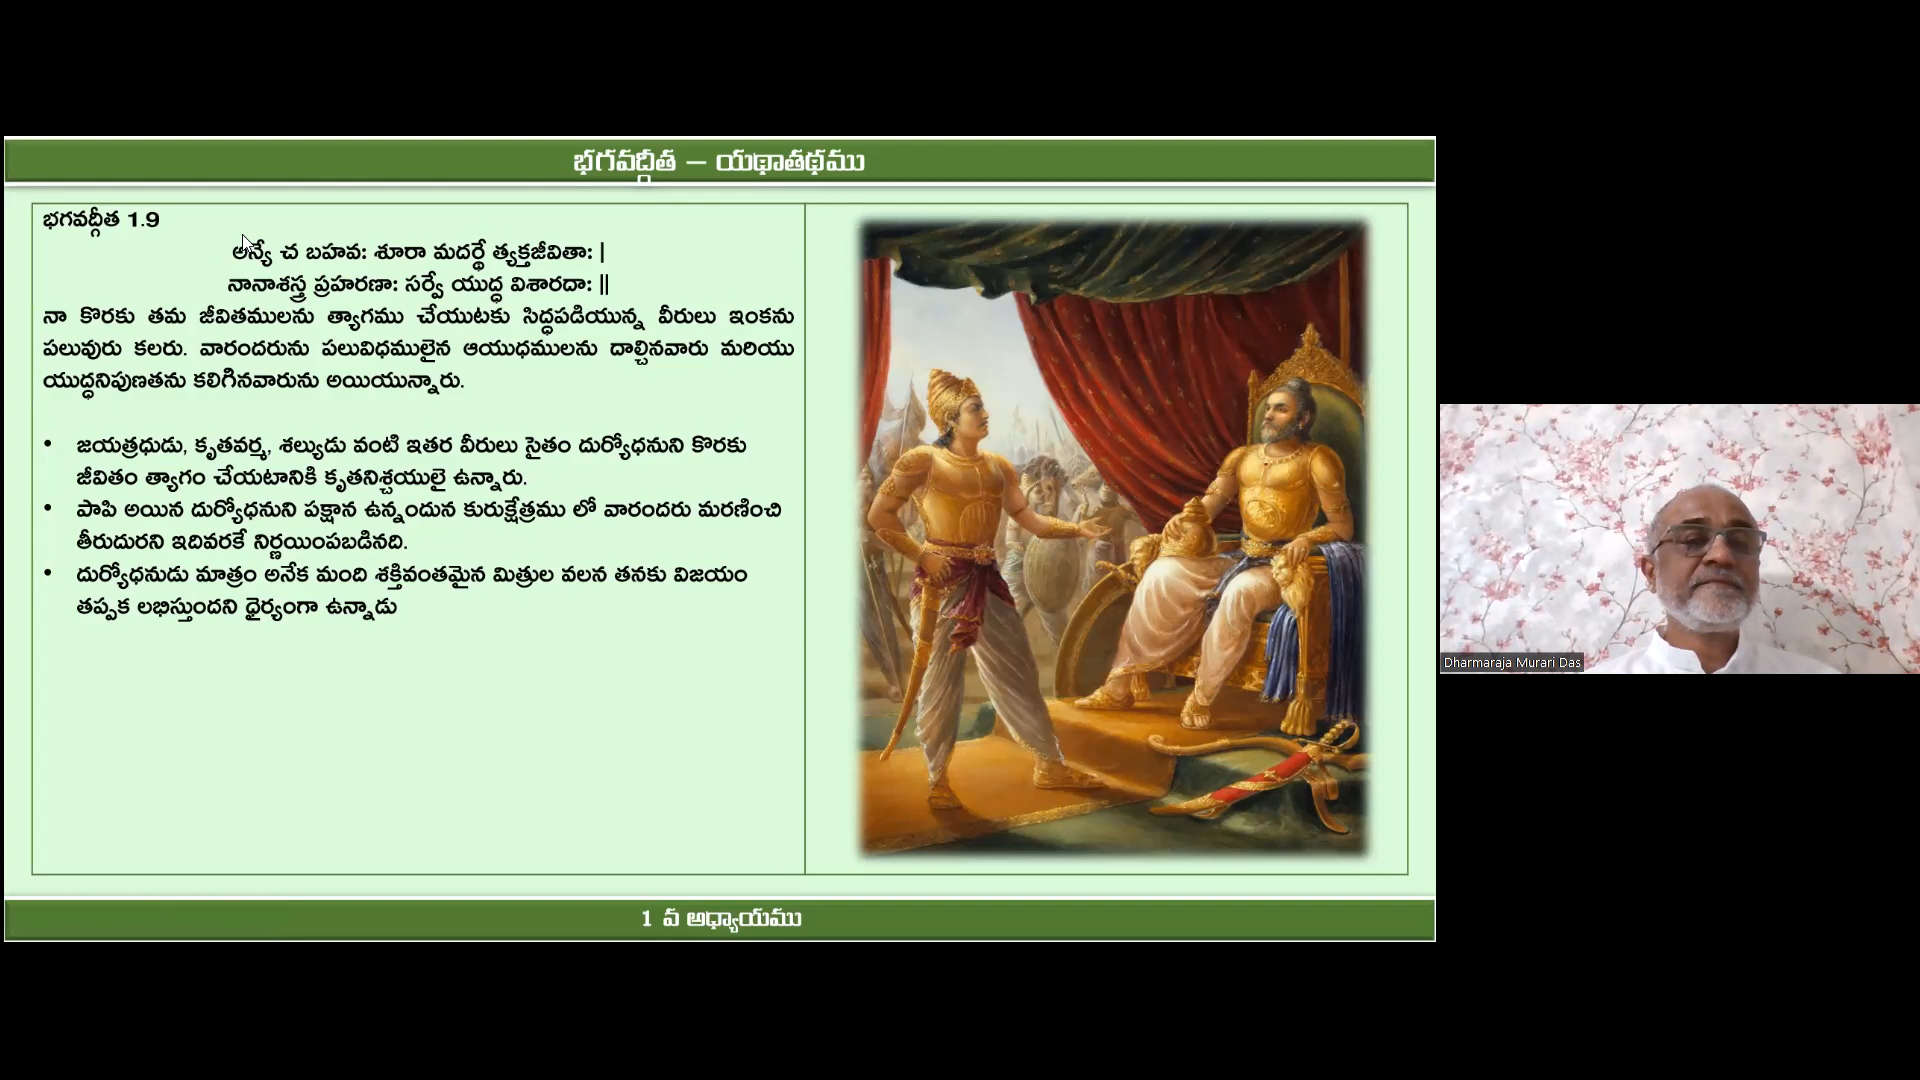 భగవద్గీత – యథాతథము
భగవద్గీత 1.9
అన్యే చ బహవ: శూరా మదర్థే త్యక్తజీవితా: |
నానాశస్త్ర ప్రహరణా: సర్వే యుద్ధ విశారదా: ||
నా కొరకు తమ జీవితములను త్యాగము చేయుటకు సిద్ధపడియున్న వీరులు ఇంకను
పలువురు కలరు. వారందరును పలువిధములైన ఆయుధములను దాల్చినవారు మరియు
యుద్ధనిపుణతను కలిగినవారును అయియున్నారు.
• జయత్రధుడు, కృతవర్మ, శల్యుడు వంటి ఇతర వీరులు సైతం దుర్యోధనుని కొరకు
జీవితం త్యాగం చేయటానికి కృతనిశ్చయులై ఉన్నారు.
• పాపి అయిన దుర్యోధనుని పక్షాన ఉన్నందున కురుక్షేత్రము లో వారందరు మరణించి
తీరుదురని ఇదివరకే నిర్ణయింపబడినది.
• దుర్యోధనుడు మాత్రం అనేక మంది శక్తివంతమైన మిత్రుల వలన తనకు విజయం
తప్పక లభిస్తుందని ధైర్యంగా ఉన్నాడు
Dharmaraja Murari Das
1 వ అధ్యాయము